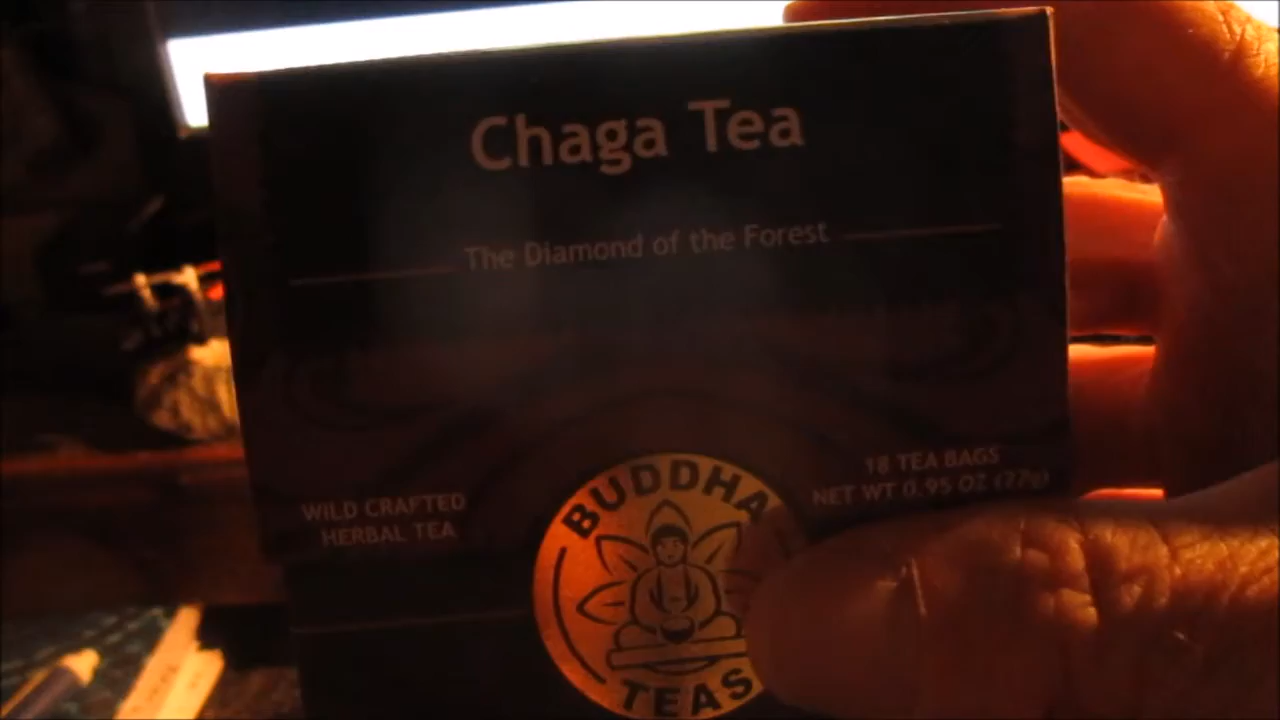 Chaga Tea
The Diamond of the Forest
WILD CRAFTED
HERBAL TEA
18 TEA BAGS
NET WT 0.95 OZ (27g)
BUDDHA
TEAS